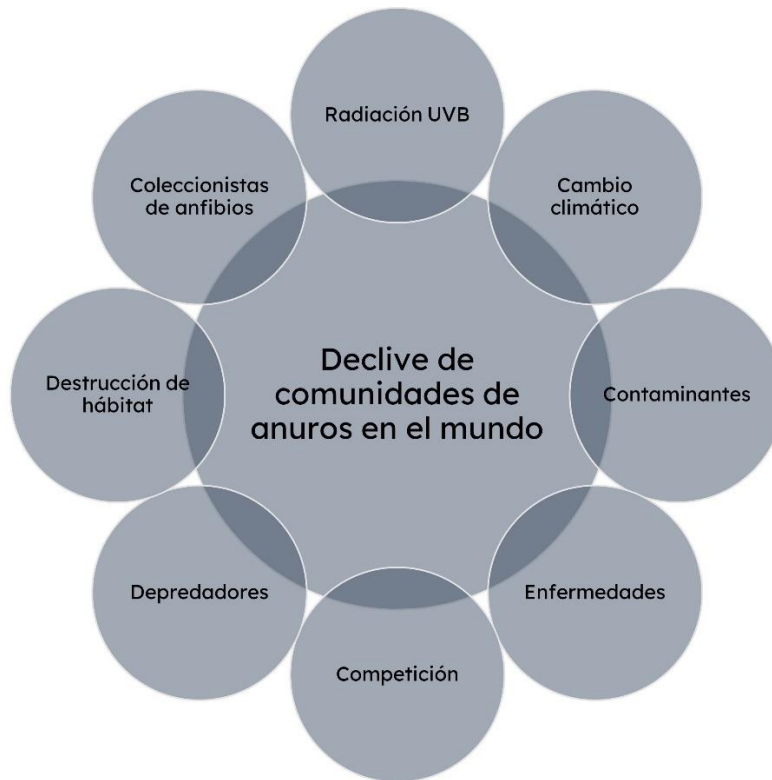 Radiación UVB
Cambio
climático
Contaminantes
Enfermedades
Competición
Depredadores
Destrucción de
hábitat
Coleccionistas
de anfibios
Declive de
comunidades de
anuros en el mundo